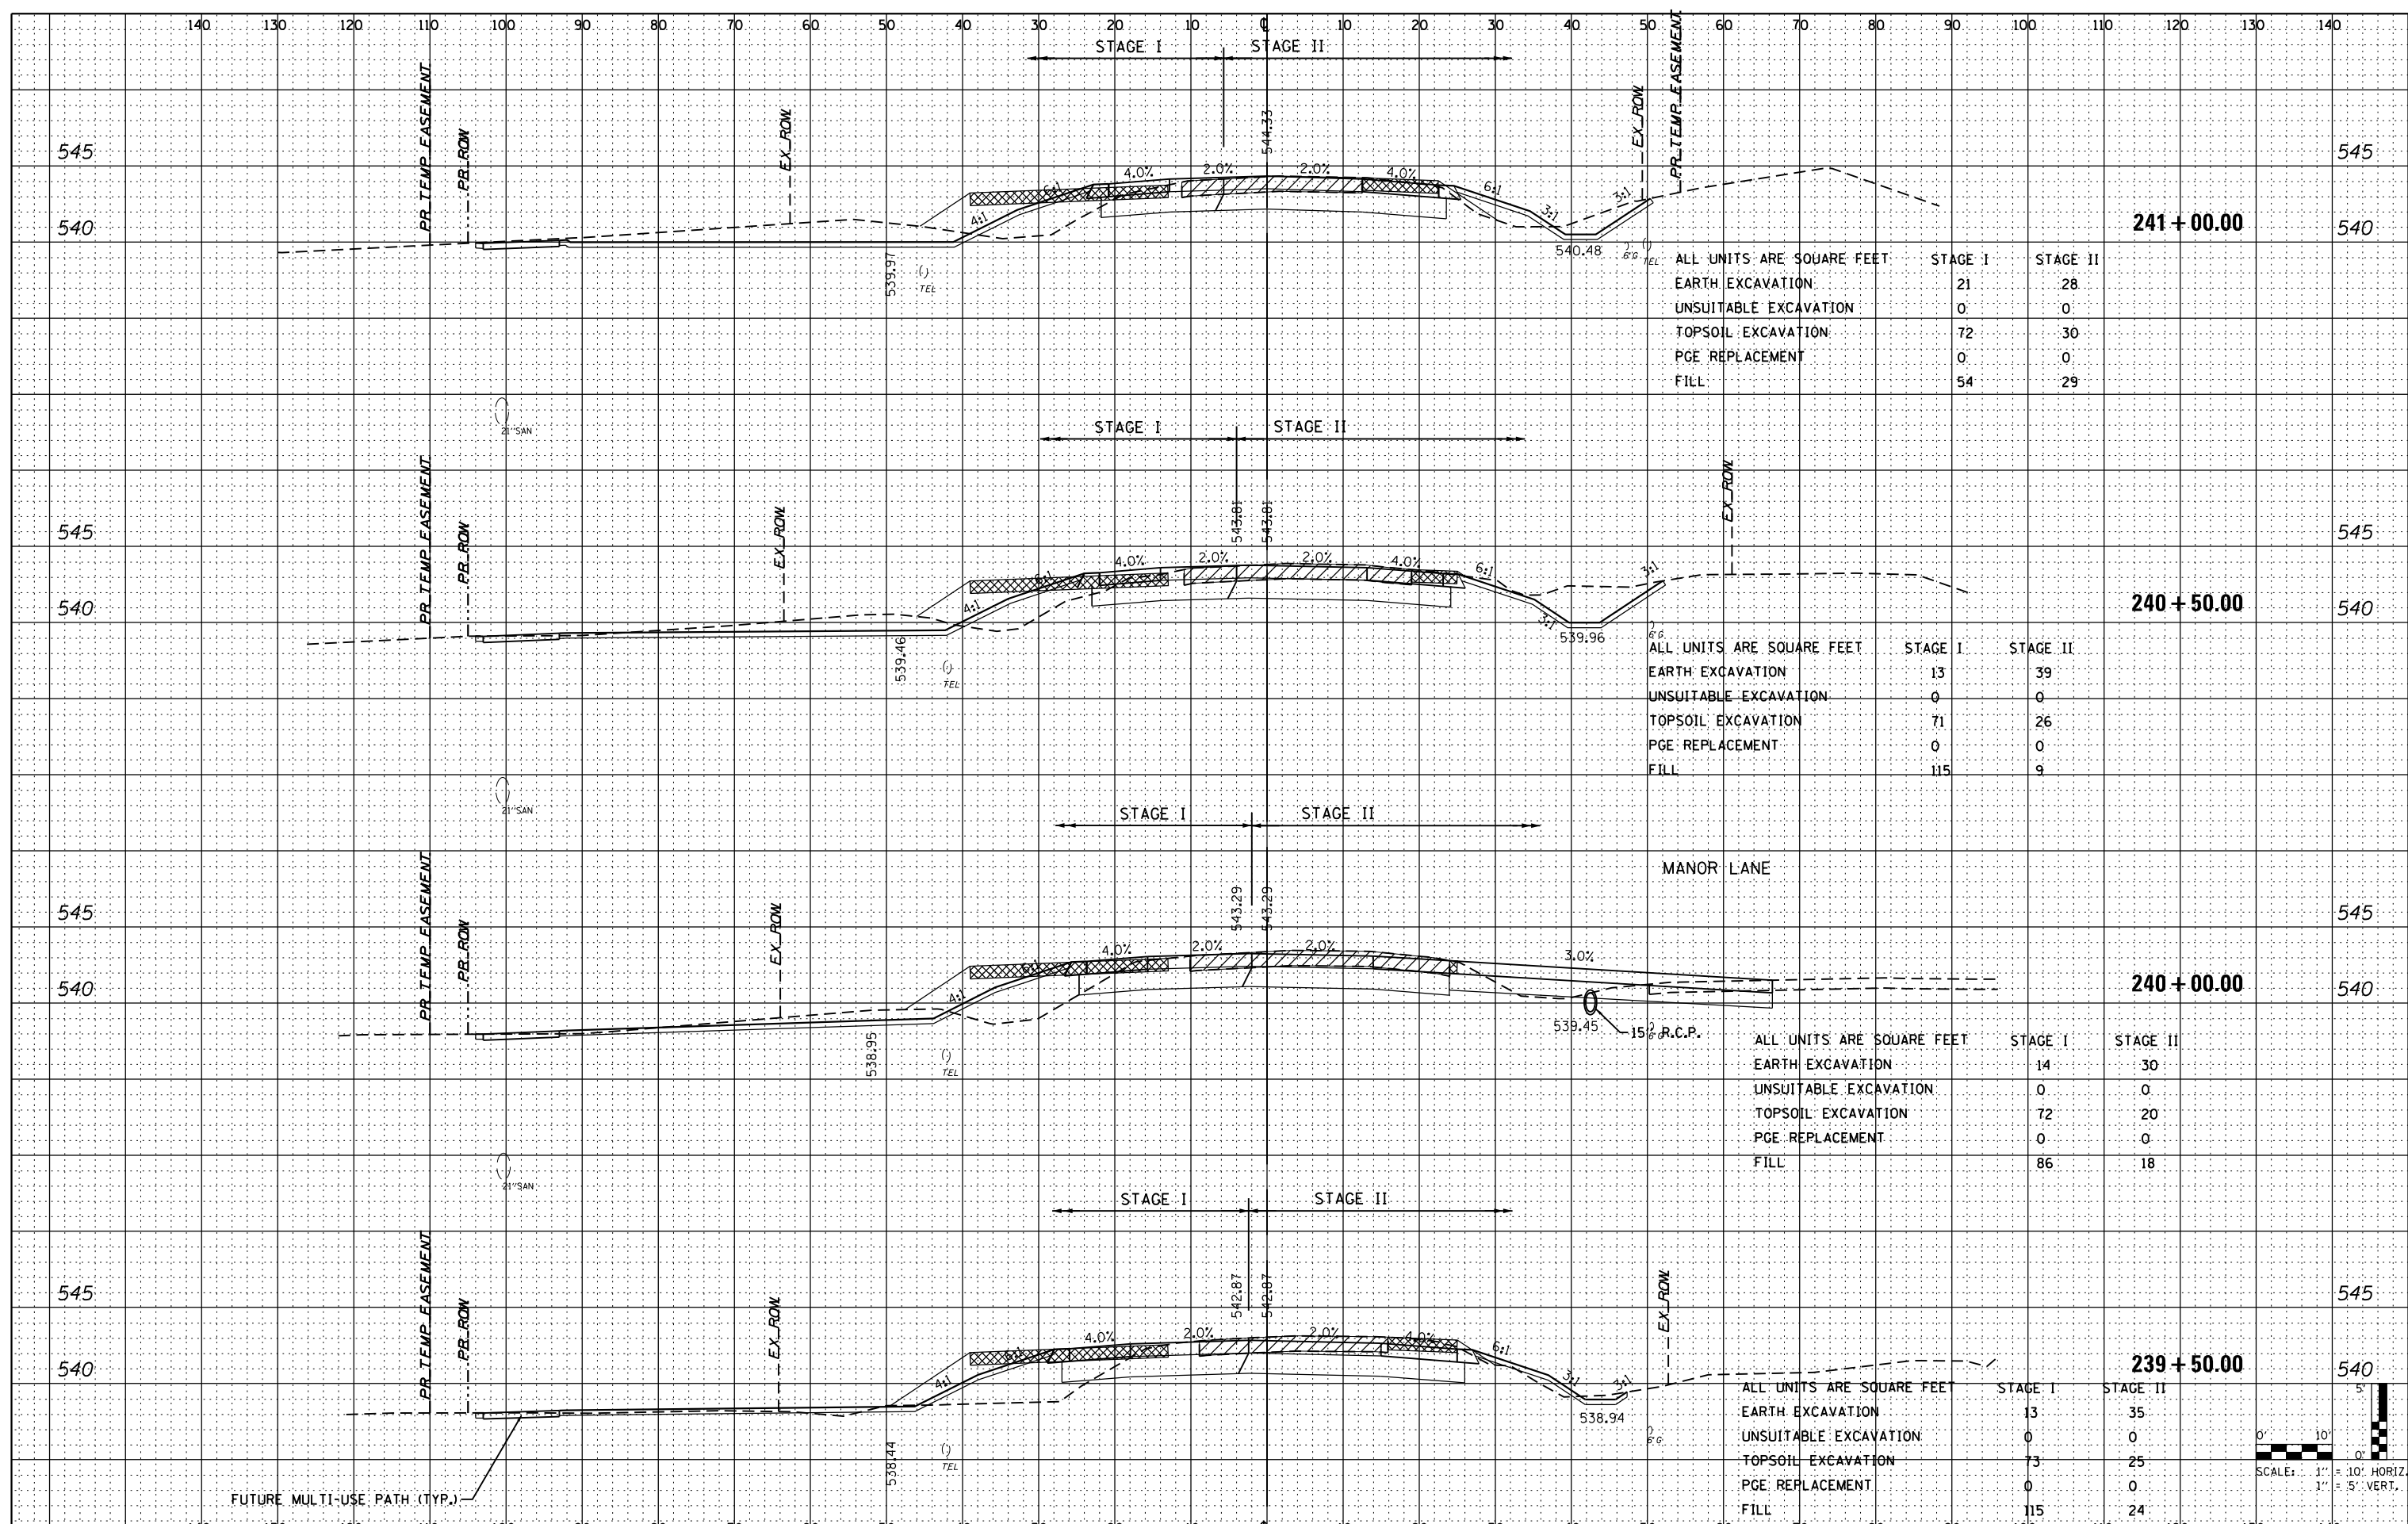 140 130 120 110 100 90 80 70 60 50 40 30 20 10 ℄ 10 20 30 40 50 60 70 80 90 100 110 120 130 140
STAGE I STAGE II
PR TEMP EASEMENT
PR ROW
EX ROW
544.33
EX ROW
PR TEMP EASEMENT
545 545
6:1 4.0% 2.0% 2.0% 4.0% 6:1 3:1 3:1
4:1
540 540
241 + 00.00
539.97
TEL
540.48
6"G TEL
ALL UNITS ARE SQUARE FEET STAGE I STAGE II
EARTH EXCAVATION 21 28
UNSUITABLE EXCAVATION 0 0
TOPSOIL EXCAVATION 72 30
PGE REPLACEMENT 0 0
FILL 54 29
21"SAN
STAGE I STAGE II
PR TEMP EASEMENT
PR ROW
EX ROW
543.81 543.81
EX ROW
545 545
6:1 4.0% 2.0% 2.0% 4.0% 6:1 3:1
4:1 3:1
540 540
240 + 50.00
539.46
TEL
539.96
6"G
ALL UNITS ARE SQUARE FEET STAGE I STAGE II
EARTH EXCAVATION 13 39
UNSUITABLE EXCAVATION 0 0
TOPSOIL EXCAVATION 71 26
PGE REPLACEMENT 0 0
FILL 115 9
21"SAN
STAGE I STAGE II
MANOR LANE
PR TEMP EASEMENT
PR ROW
EX ROW
543.29 543.29
545 545
6:1 4.0% 2.0% 2.0% 3.0%
4:1
540 540
240 + 00.00
538.95
TEL
539.45
15" R.C.P.
6"G
ALL UNITS ARE SQUARE FEET STAGE I STAGE II
EARTH EXCAVATION 14 30
UNSUITABLE EXCAVATION 0 0
TOPSOIL EXCAVATION 72 20
PGE REPLACEMENT 0 0
FILL 86 18
21"SAN
STAGE I STAGE II
PR TEMP EASEMENT
PR ROW
EX ROW
542.87 542.87
EX ROW
545 545
6:1 4.0% 2.0% 2.0% 4.0% 6:1
4:1 3:1 3:1
540 540
239 + 50.00
538.44
TEL
538.94
6"G
ALL UNITS ARE SQUARE FEET STAGE I STAGE II
EARTH EXCAVATION 13 35
UNSUITABLE EXCAVATION 0 0
TOPSOIL EXCAVATION 73 25
PGE REPLACEMENT 0 0
FILL 115 24
5'
0' 10'
0'
SCALE: 1" = 10' HORIZ.
1" = 5' VERT.
FUTURE MULTI-USE PATH (TYP.)